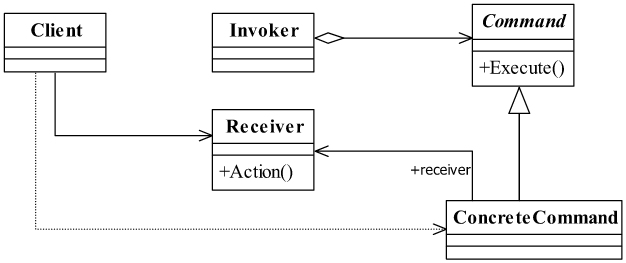 Client
Invoker
Command
+Execute()
Receiver
+Action()
+receiver
ConcreteCommand